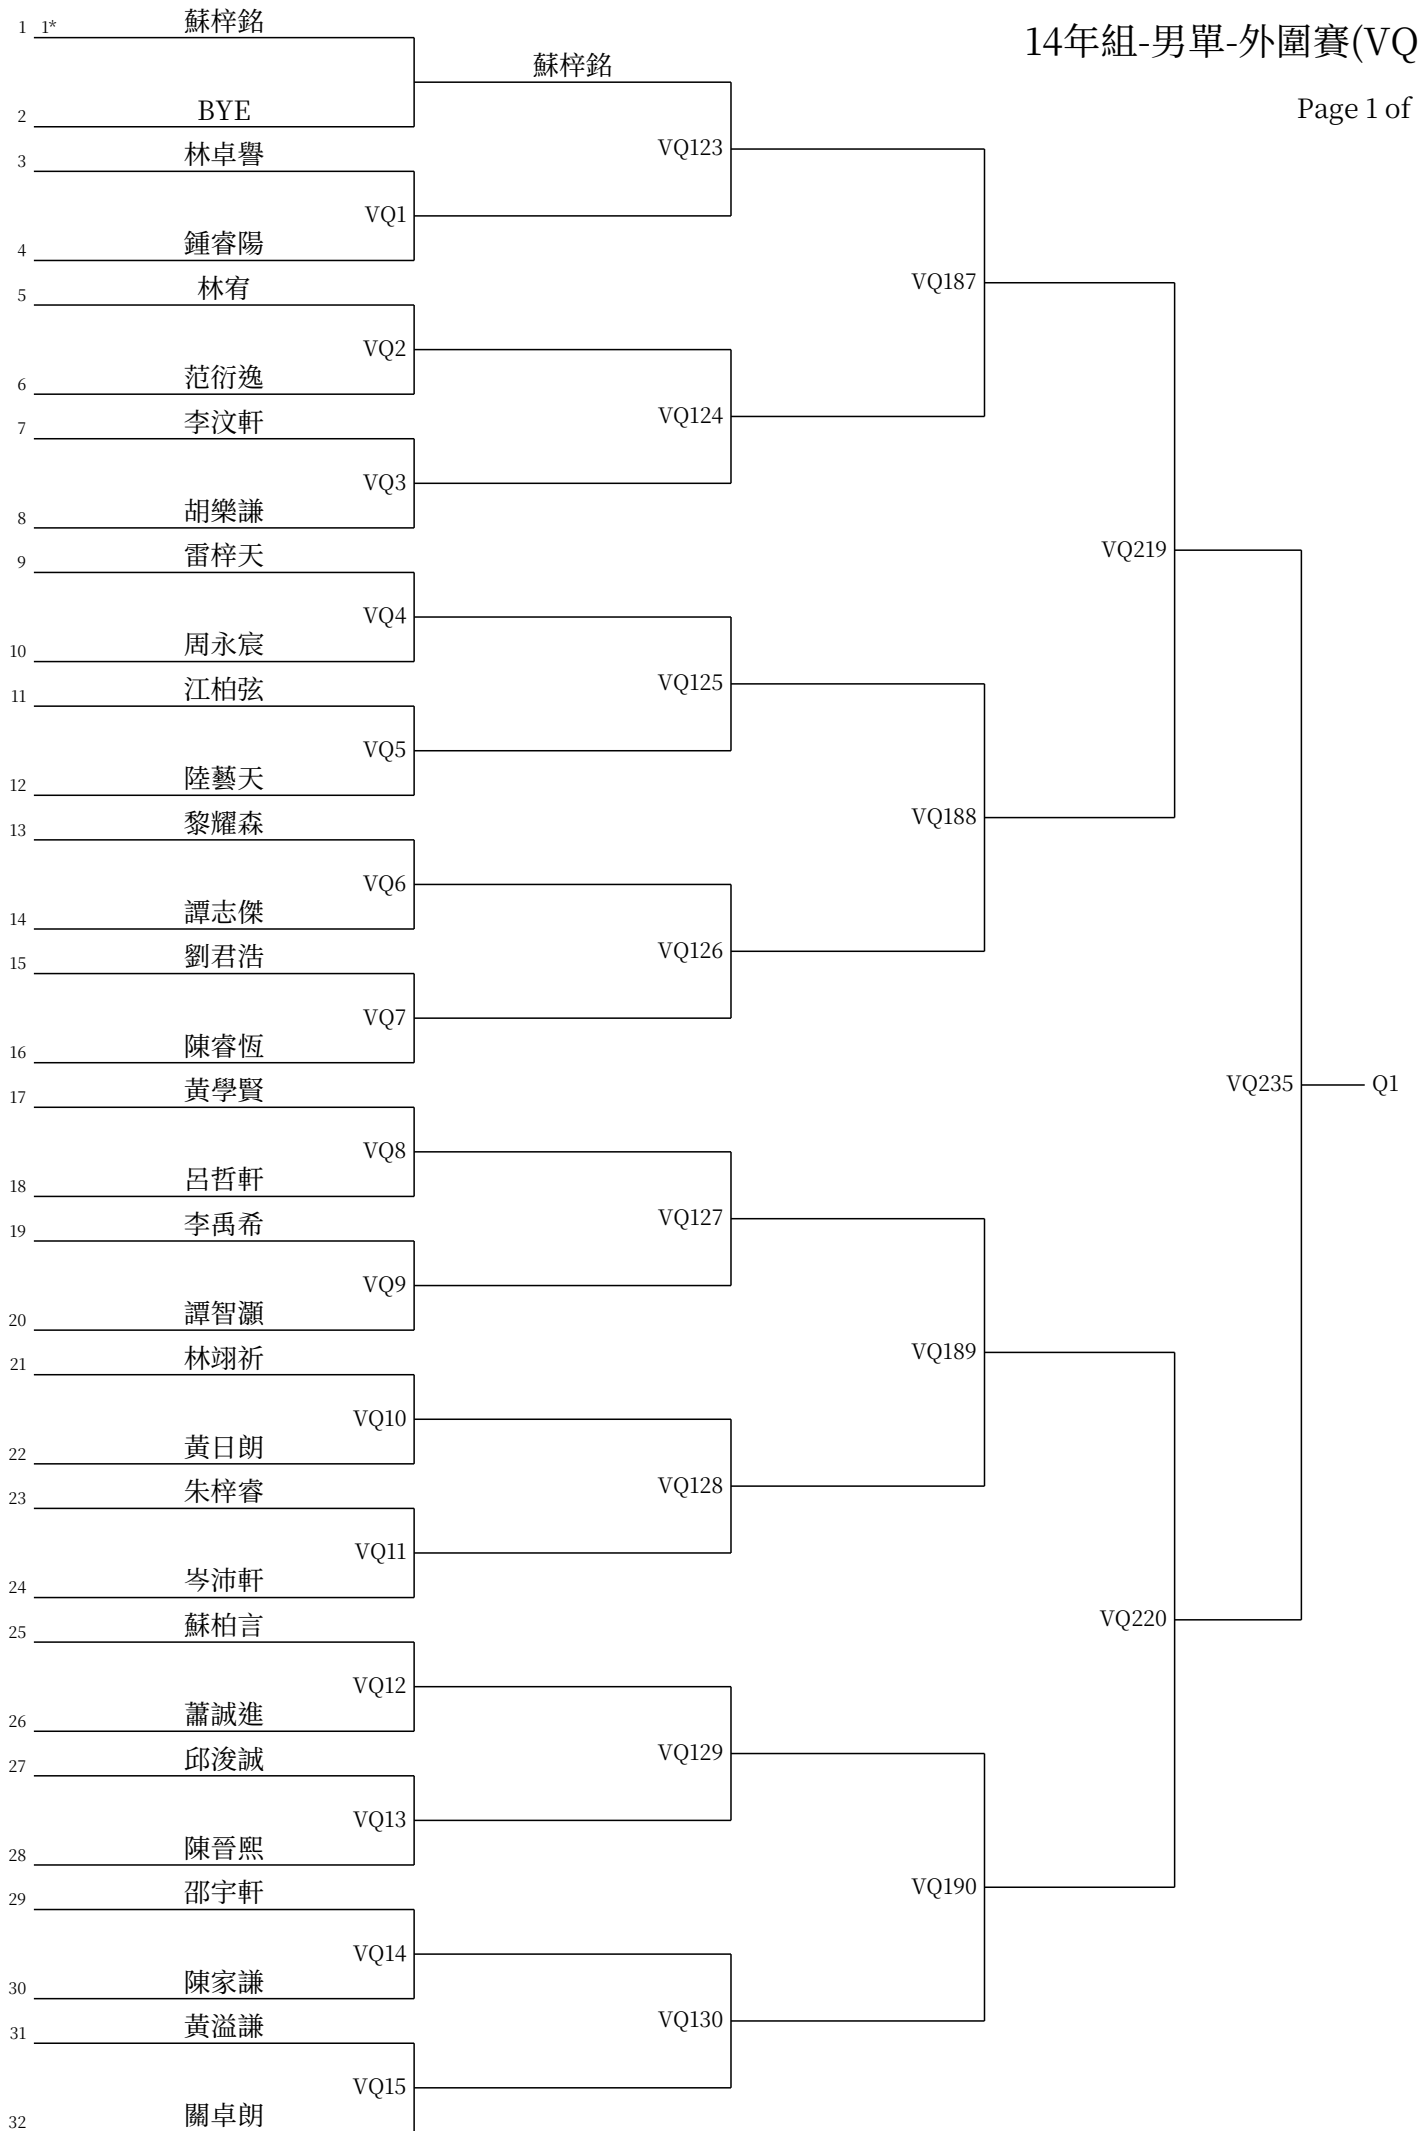 14年組-男單-外圍賽(VQ
Page 1 of
1 1* 蘇梓銘
蘇梓銘
2 BYE
VQ123
3 林卓譽
VQ1
4 鍾睿陽
VQ187
5 林宥
VQ2
6 范衍逸
VQ124
7 李汶軒
VQ3
8 胡樂謙
VQ219
9 雷梓天
VQ4
10 周永宸
VQ125
11 江柏弦
VQ5
12 陸藝天
VQ188
13 黎耀森
VQ6
14 譚志傑
VQ126
15 劉君浩
VQ7
16 陳睿恆
VQ235 Q1
17 黃學賢
VQ8
18 呂哲軒
VQ127
19 李禹希
VQ9
20 譚智灝
VQ189
21 林翊祈
VQ10
22 黃日朗
VQ128
23 朱梓睿
VQ11
24 岑沛軒
VQ220
25 蘇柏言
VQ12
26 蕭誠進
VQ129
27 邱浚誠
VQ13
28 陳晉熙
VQ190
29 邵宇軒
VQ14
30 陳家謙
VQ130
31 黃溢謙
VQ15
32 關卓朗